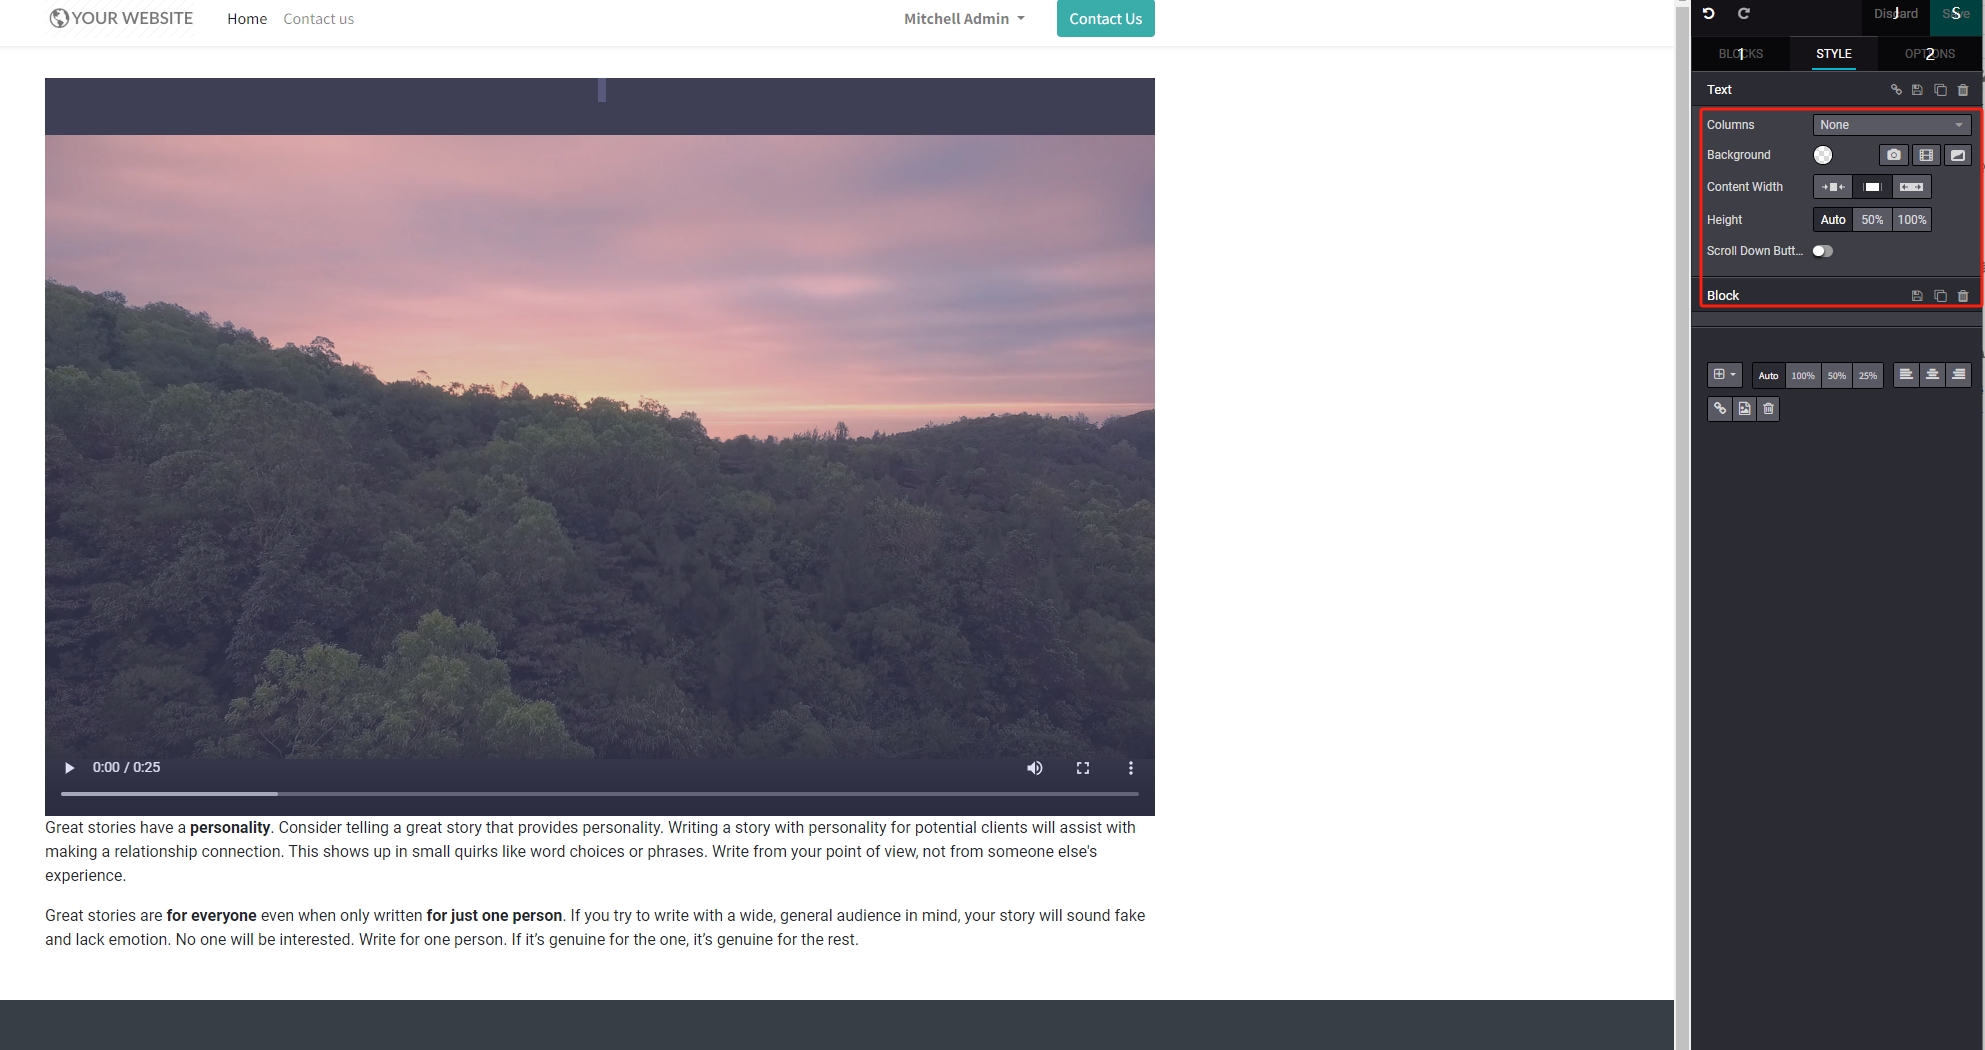 YOUR WEBSITE
Home
Contact us
Mitchell Admin
Contact Us
Discard
J
Save
S
BLOCKS
1
STYLE
OPTIONS
2
Text
Columns
None
Background
Content Width
Height
Auto
50%
100%
Scroll Down Butt...
Block
Auto
100%
50%
25%
0:00 / 0:25
Great stories have a personality. Consider telling a great story that provides personality. Writing a story with personality for potential clients will assist with
making a relationship connection. This shows up in small quirks like word choices or phrases. Write from your point of view, not from someone else's
experience.
Great stories are for everyone even when only written for just one person. If you try to write with a wide, general audience in mind, your story will sound fake
and lack emotion. No one will be interested. Write for one person. If it’s genuine for the one, it’s genuine for the rest.